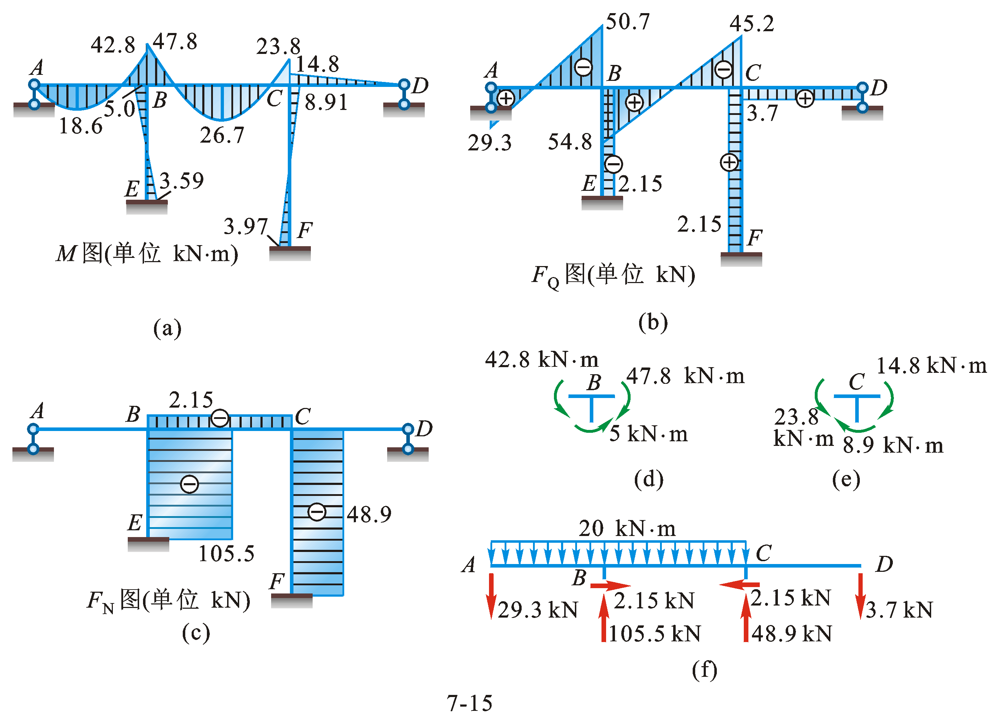 42.8
47.8
23.8
14.8
A
B
C
D
5.0
8.91
18.6
26.7
E
3.59
3.97
F
M图(单位 kN·m)
(a)
50.7
45.2
A
B
C
D
29.3
54.8
3.7
E
2.15
2.15
F
F_Q图(单位 kN)
(b)
2.15
A
B
C
D
E
48.9
105.5
F
F_N图(单位 kN)
(c)
42.8 kN·m
B
47.8 kN·m
5 kN·m
(d)
14.8 kN·m
C
23.8
kN·m
8.9 kN·m
(e)
20 kN·m
A
B
C
D
29.3 kN
2.15 kN
2.15 kN
3.7 kN
105.5 kN
48.9 kN
(f)
7-15